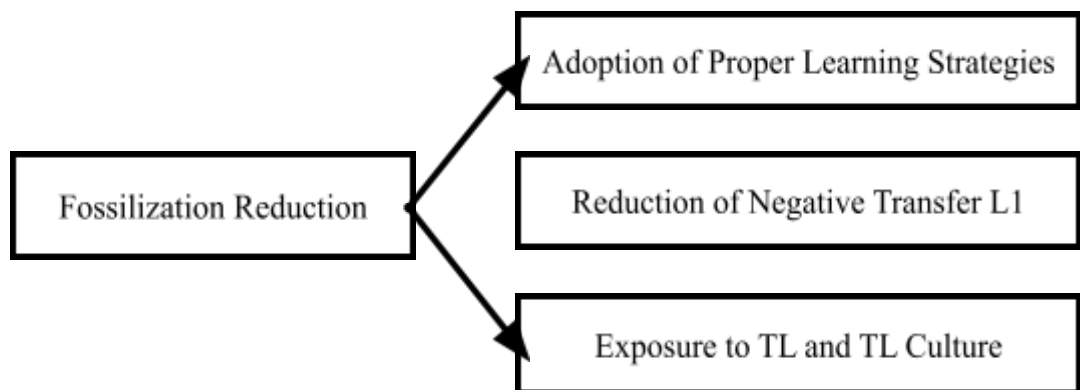 Adoption of Proper Learning Strategies
Fossilization Reduction
Reduction of Negative Transfer L1
Exposure to TL and TL Culture